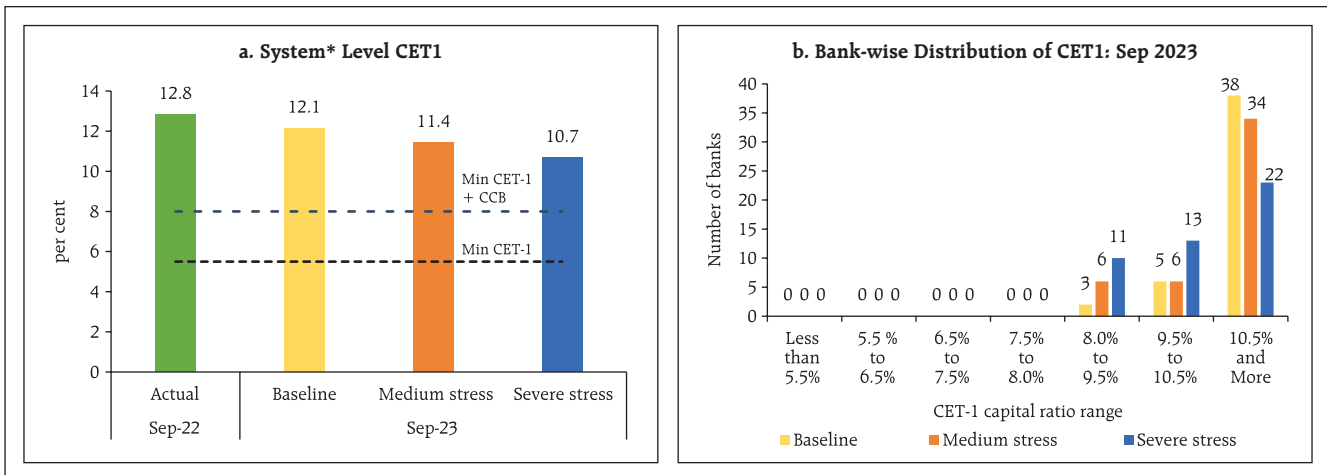 a. System* Level CET1
per cent
14
12
10
8
6
4
2
0
12.8
12.1
11.4
10.7
Min CET-1
+ CCB
Min CET-1
Actual
Baseline
Medium stress
Severe stress
Sep-22
Sep-23
b. Bank-wise Distribution of CET1: Sep 2023
Number of banks
40
35
30
25
20
15
10
5
0
0 0 0
0 0 0
0 0 0
0 0 0
3
6
11
5
6
13
38
34
22
Less
than
5.5%
5.5 %
to
6.5%
6.5%
to
7.5%
7.5%
to
8.0%
8.0%
to
9.5%
9.5%
to
10.5%
10.5%
and
More
CET-1 capital ratio range
Baseline
Medium stress
Severe stress